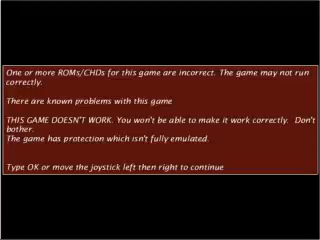 One or more ROMs/CHDs for this game are incorrect. The game may not run
correctly.
There are known problems with this game
THIS GAME DOESN'T WORK. You won't be able to make it work correctly.  Don't
bother.
The game has protection which isn't fully emulated.
Type OK or move the joystick left then right to continue